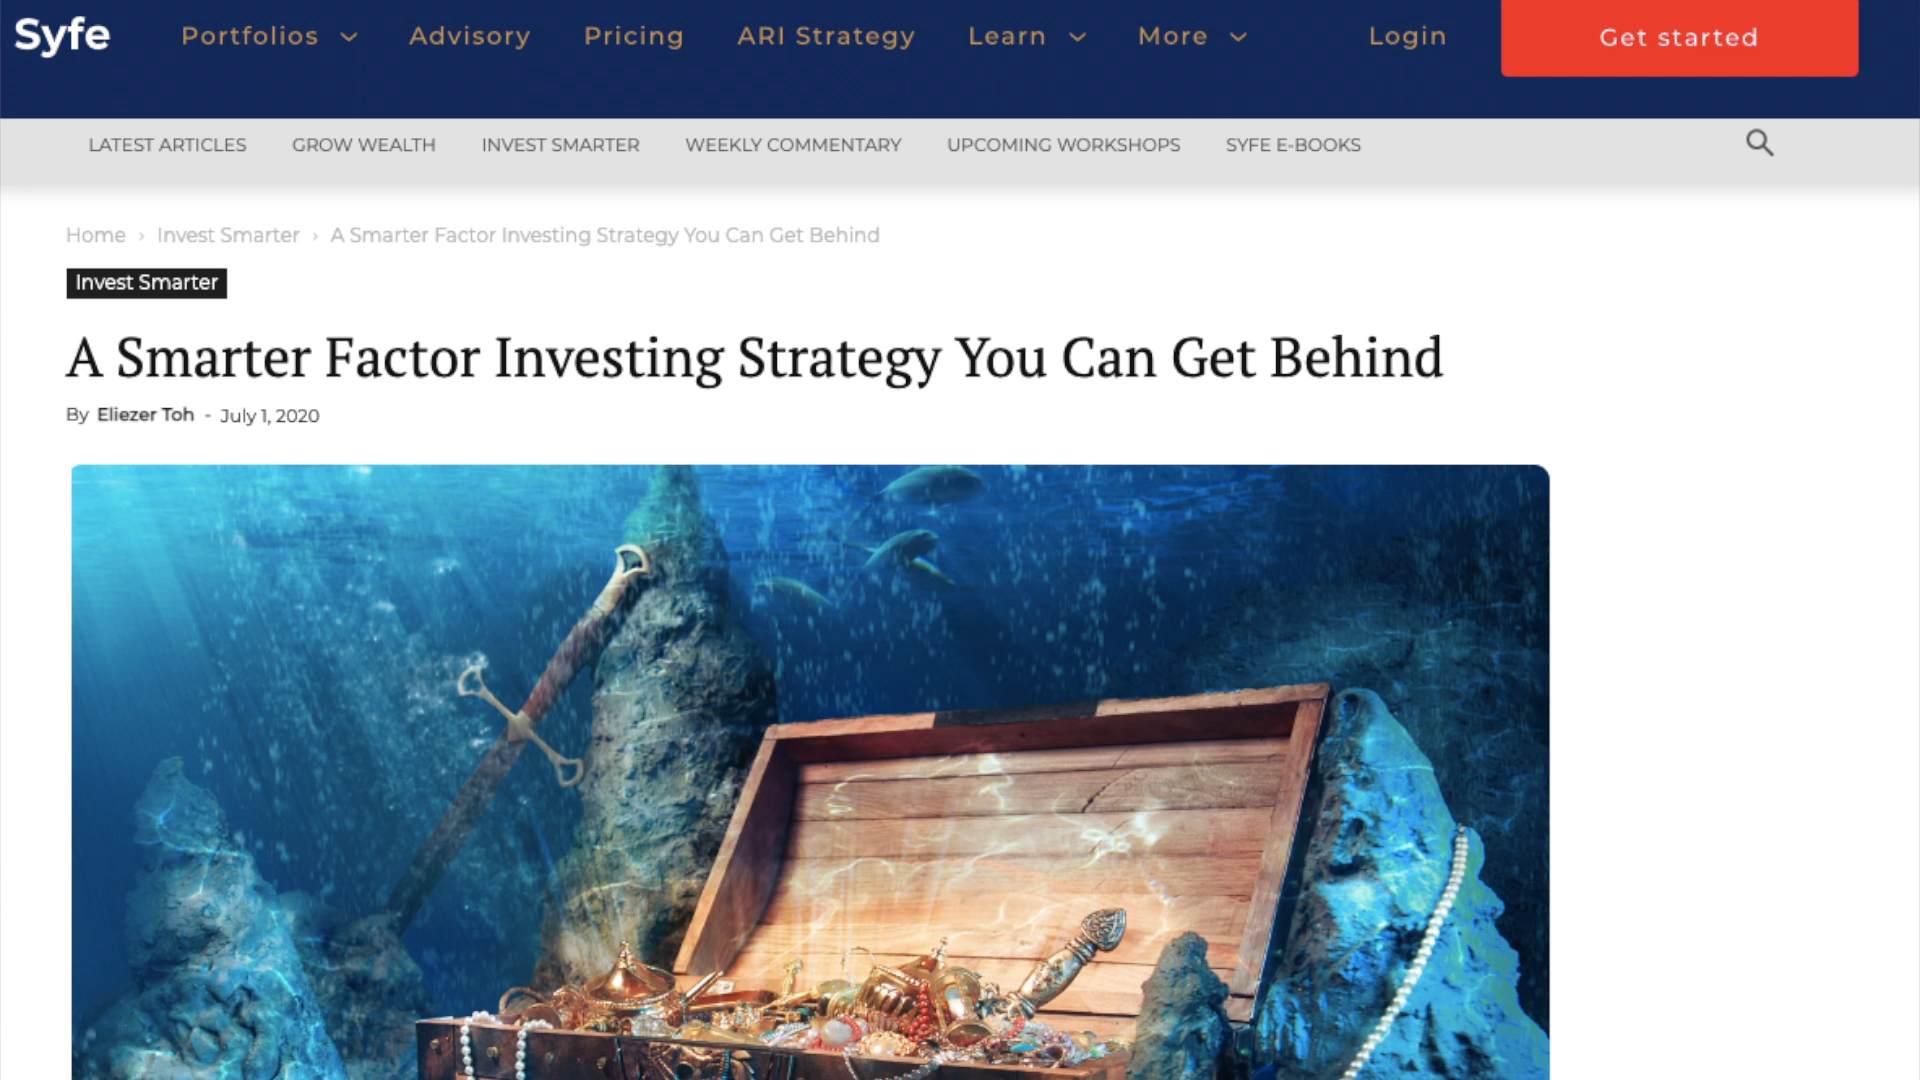 Syfe
Portfolios Advisory Pricing ARI Strategy Learn More Login Get started
LATEST ARTICLES GROW WEALTH INVEST SMARTER WEEKLY COMMENTARY UPCOMING WORKSHOPS SYFE E-BOOKS
Home › Invest Smarter › A Smarter Factor Investing Strategy You Can Get Behind
Invest Smarter
A Smarter Factor Investing Strategy You Can Get Behind
By Eliezer Toh - July 1, 2020